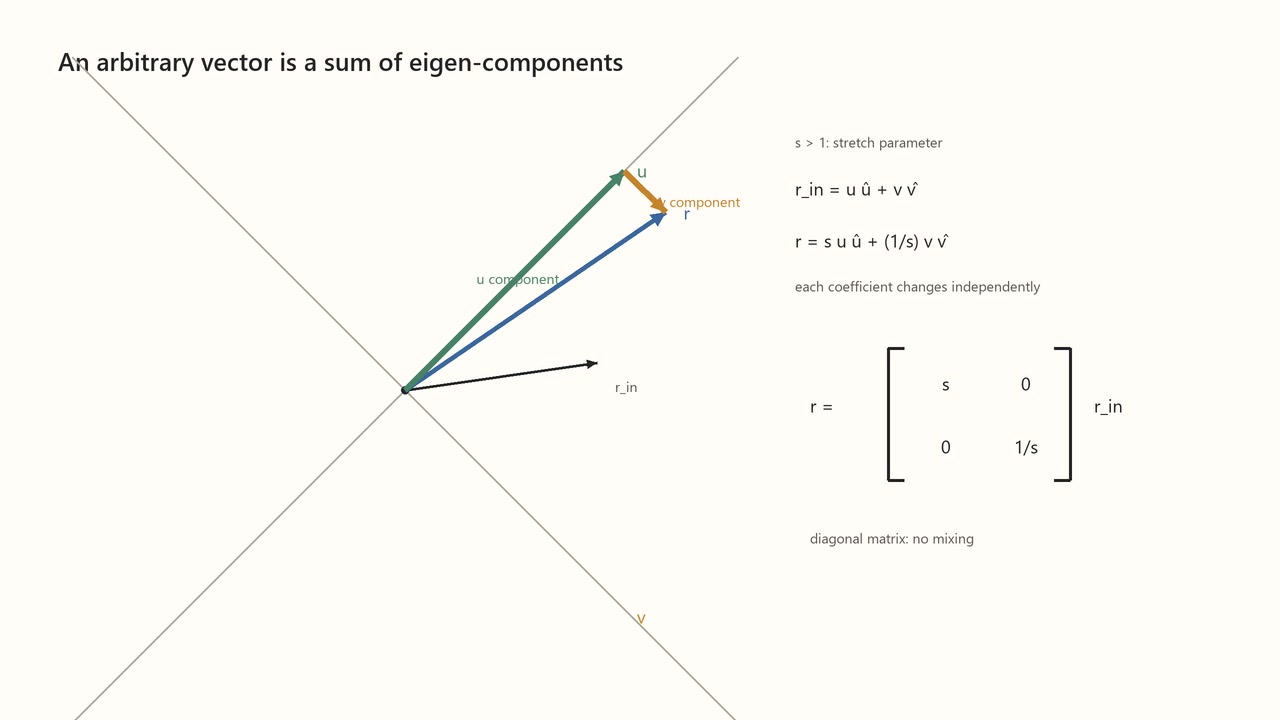 An arbitrary vector is a sum of eigen-components
s > 1: stretch parameter
u
r_in = u û + v v̂
v component
r
r = s u û + (1/s) v v̂
u component
each coefficient changes independently
s 0
r_in
r =
r_in
0 1/s
diagonal matrix: no mixing
v